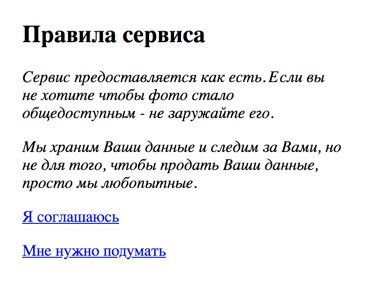 Правила сервиса
Сервис предоставляется как есть. Если вы
не хотите чтобы фото стало
общедоступным - не заружайте его.
Мы храним Ваши данные и следим за Вами, но
не для того, чтобы продать Ваши данные,
просто мы любопытные.
Я соглашаюсь
Мне нужно подумать